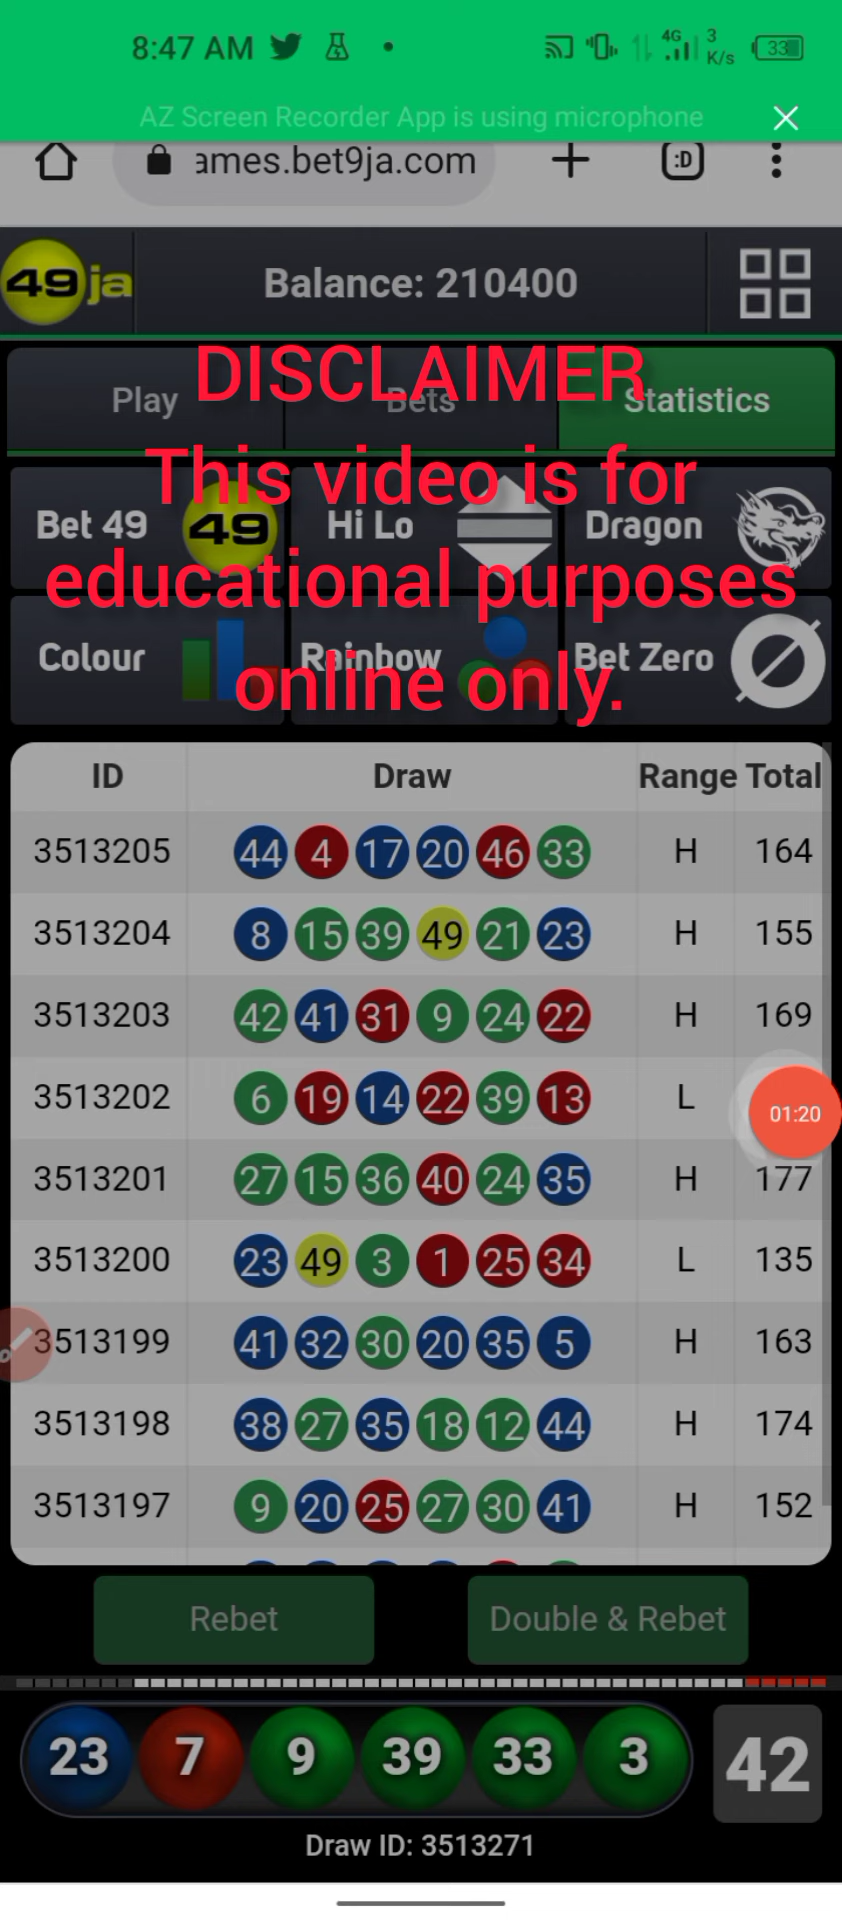 8:47 AM 4G 3 K/s 33
AZ Screen Recorder App is using microphone
ames.bet9ja.com :D
49ja Balance: 210400
DISCLAIMER
Play Bets Statistics
This video is for
Bet 49 49 Hi Lo Dragon
educational purposes
Colour Rainbow Bet Zero
online only.
ID Draw Range Total
3513205 44 4 17 20 46 33 H 164
3513204 8 15 39 49 21 23 H 155
3513203 42 41 31 9 24 22 H 169
3513202 6 19 14 22 39 13 L
01:20
3513201 27 15 36 40 24 35 H 177
3513200 23 49 3 1 25 34 L 135
3513199 41 32 30 20 35 5 H 163
3513198 38 27 35 18 12 44 H 174
3513197 9 20 25 27 30 41 H 152
Rebet Double & Rebet
23 7 9 39 33 3 42
Draw ID: 3513271